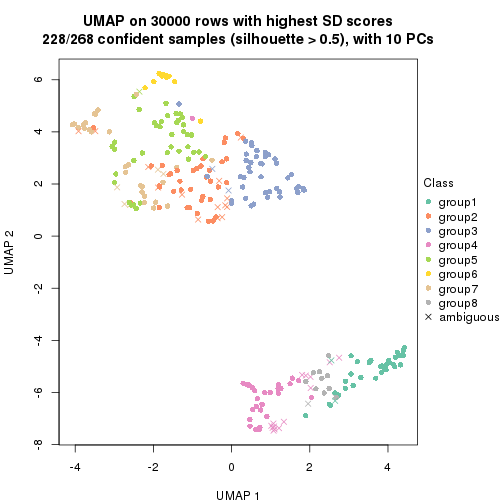 UMAP on 30000 rows with highest SD scores
228/268 confident samples (silhouette > 0.5), with 10 PCs
6
4
2
0
-2
-4
-6
-8
UMAP 2
-4
-2
0
2
4
UMAP 1
Class
group1
group2
group3
group4
group5
group6
group7
group8
ambiguous